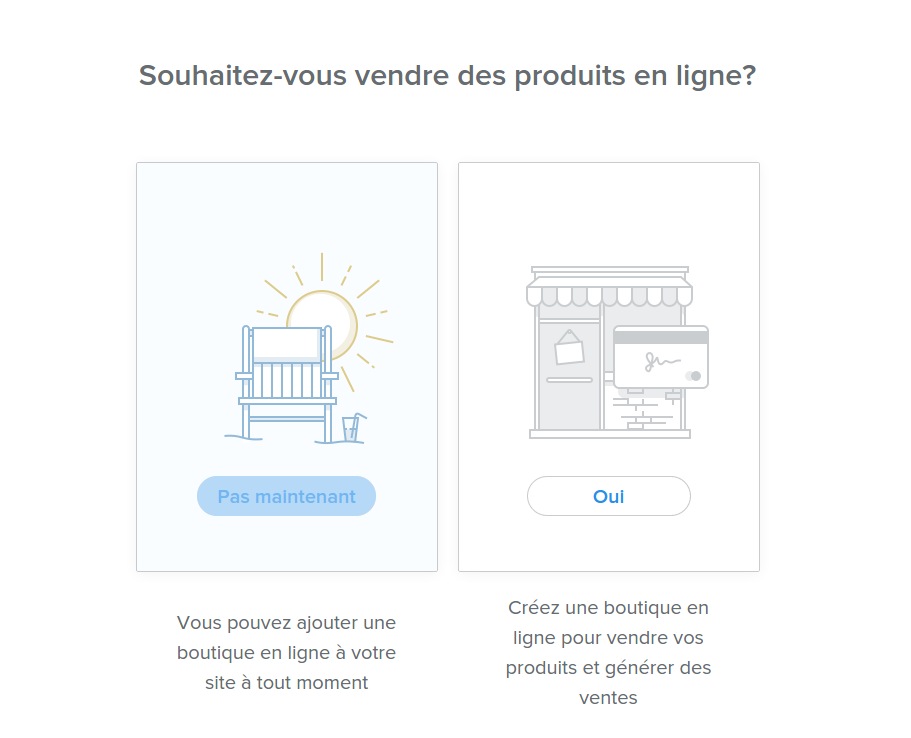 Souhaitez-vous vendre des produits en ligne?
Pas maintenant
Oui
Vous pouvez ajouter une
boutique en ligne à votre
site à tout moment
Créez une boutique en
ligne pour vendre vos
produits et générer des
ventes